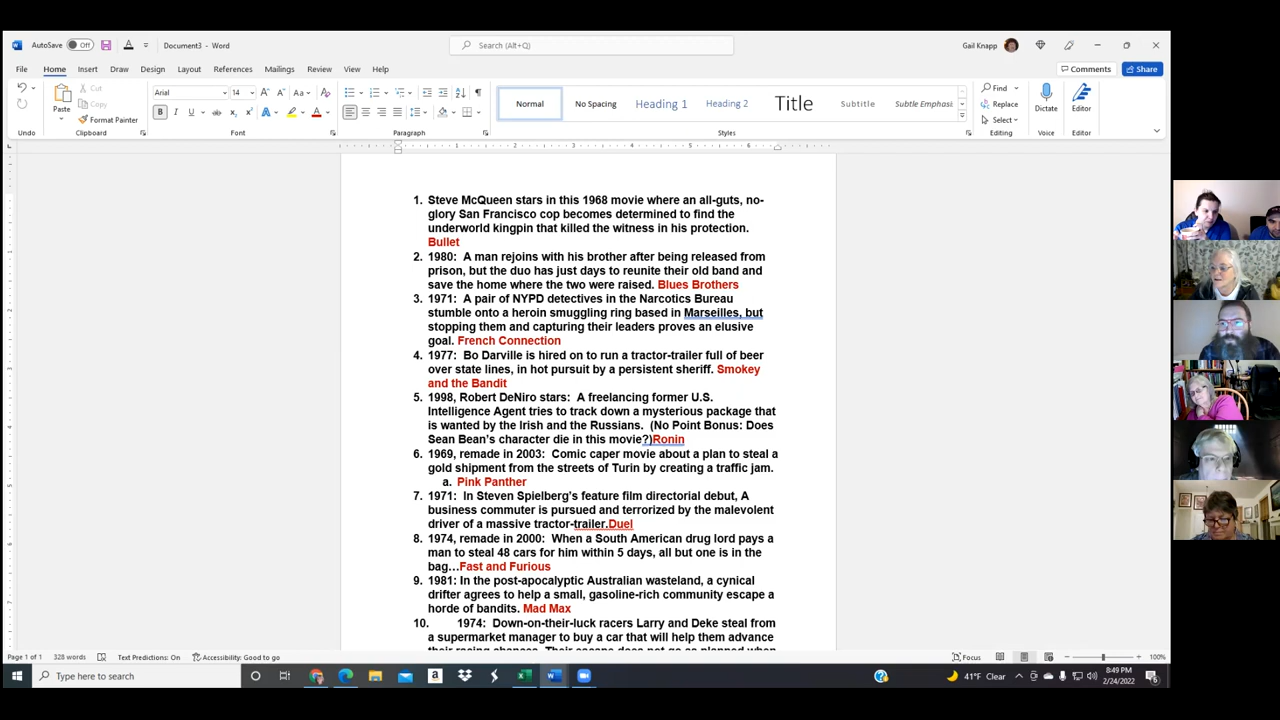 AutoSave Off Document3 - Word Search (Alt+Q) Gail Knapp
File Home Insert Draw Design Layout References Mailings Review View Help Comments Share
Paste Cut Copy Format Painter
Arial 14
Normal No Spacing Heading 1 Heading 2 Title Subtitle Subtle Emphasi...
Find Replace Select Dictate Editor
Undo Clipboard Font Paragraph Styles Editing Voice Editor
1. Steve McQueen stars in this 1968 movie where an all-guts, no-
glory San Francisco cop becomes determined to find the
underworld kingpin that killed the witness in his protection.
Bullet
2. 1980: A man rejoins with his brother after being released from
prison, but the duo has just days to reunite their old band and
save the home where the two were raised. Blues Brothers
3. 1971: A pair of NYPD detectives in the Narcotics Bureau
stumble onto a heroin smuggling ring based in Marseilles, but
stopping them and capturing their leaders proves an elusive
goal. French Connection
4. 1977: Bo Darville is hired on to run a tractor-trailer full of beer
over state lines, in hot pursuit by a persistent sheriff. Smokey
and the Bandit
5. 1998, Robert DeNiro stars: A freelancing former U.S.
Intelligence Agent tries to track down a mysterious package that
is wanted by the Irish and the Russians. (No Point Bonus: Does
Sean Bean's character die in this movie?)Ronin
6. 1969, remade in 2003: Comic caper movie about a plan to steal a
gold shipment from the streets of Turin by creating a traffic jam.
a. Pink Panther
7. 1971: In Steven Spielberg's feature film directorial debut, A
business commuter is pursued and terrorized by the malevolent
driver of a massive tractor-trailer.Duel
8. 1974, remade in 2000: When a South American drug lord pays a
man to steal 48 cars for him within 5 days, all but one is in the
bag…Fast and Furious
9. 1981: In the post-apocalyptic Australian wasteland, a cynical
drifter agrees to help a small, gasoline-rich community escape a
horde of bandits. Mad Max
10. 1974: Down-on-their-luck racers Larry and Deke steal from
a supermarket manager to buy a car that will help them advance
their racing chances. Their escape does not go as planned when
Page 1 of 1 328 words Text Predictions: On Accessibility: Good to go Focus 100%
Type here to search 41°F Clear 8:49 PM
2/24/2022